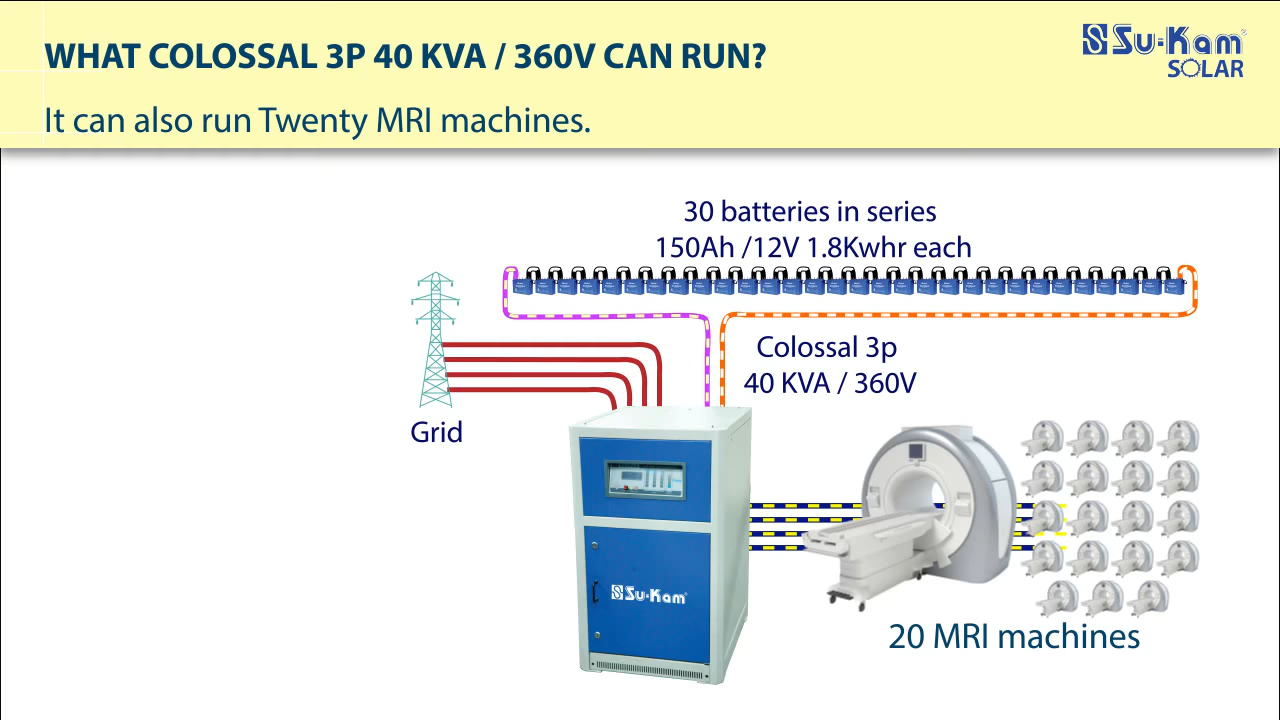 WHAT COLOSSAL 3P 40 KVA / 360V CAN RUN?
Su-Kam
SOLAR
It can also run Twenty MRI machines.
30 batteries in series
150Ah /12V 1.8Kwhr each
Colossal 3p
40 KVA / 360V
Grid
Su-Kam
20 MRI machines